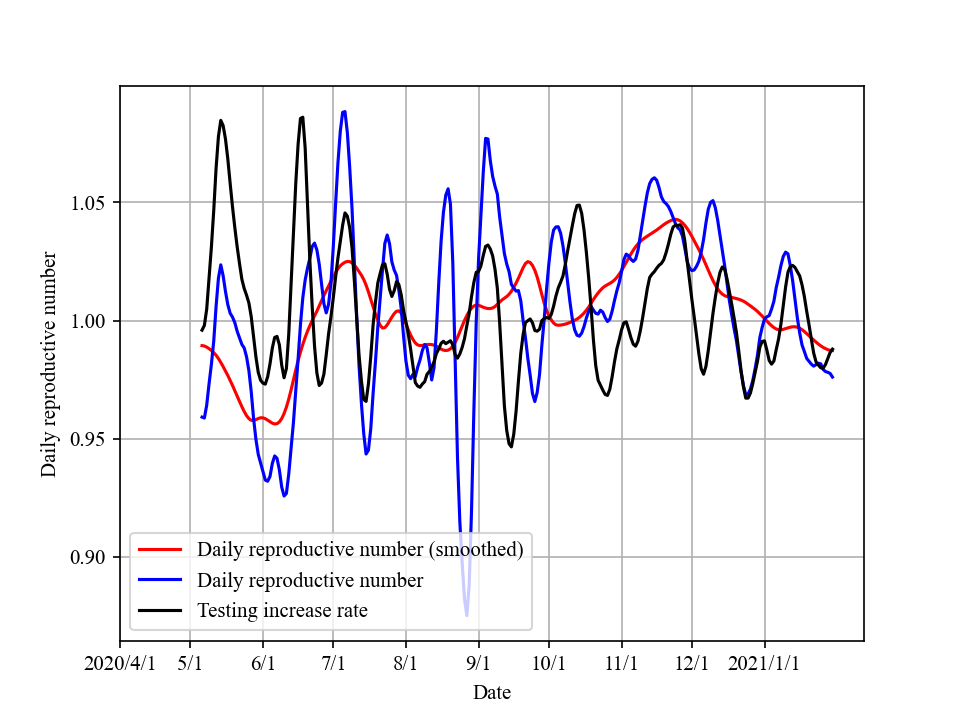 Daily reproductive number
1.05
1.00
0.95
0.90
Daily reproductive number (smoothed)
Daily reproductive number
Testing increase rate
2020/4/1 5/1 6/1 7/1 8/1 9/1 10/1 11/1 12/1 2021/1/1
Date